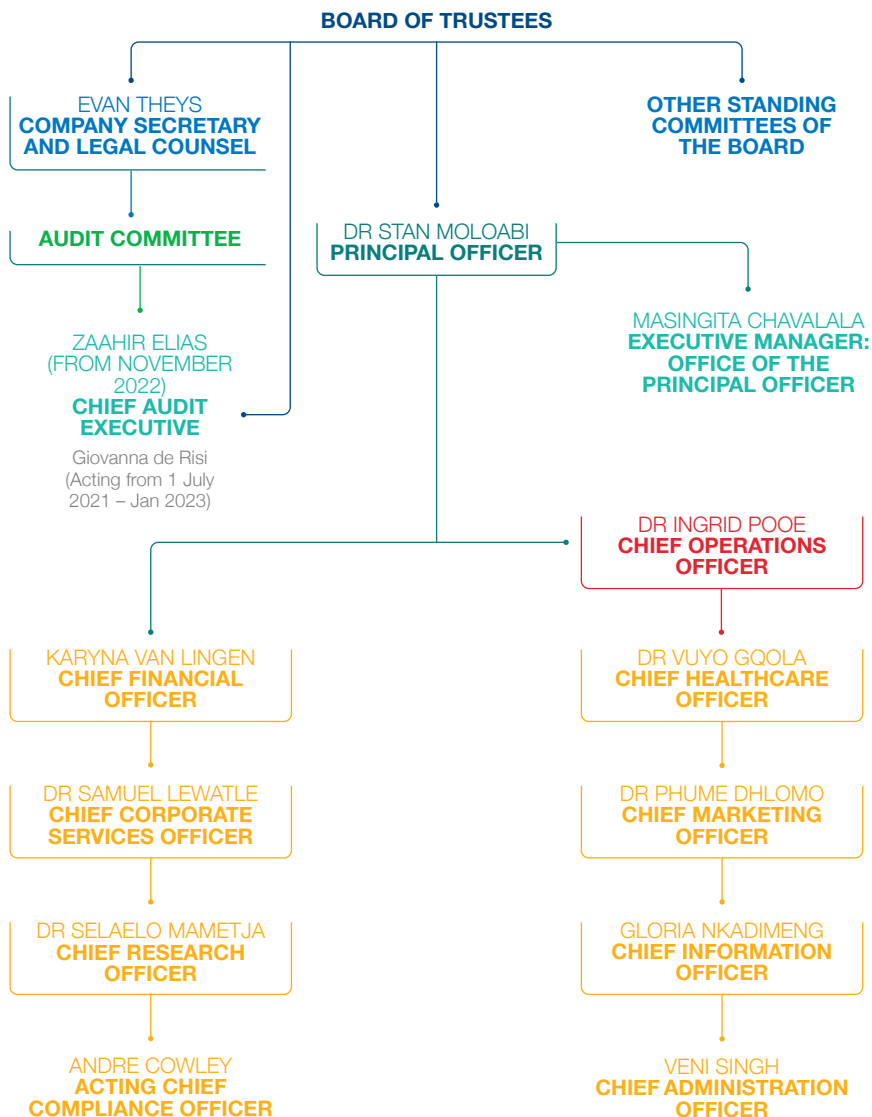 BOARD OF TRUSTEES
EVAN THEYS
COMPANY SECRETARY
AND LEGAL COUNSEL
OTHER STANDING
COMMITTEES OF
THE BOARD
AUDIT COMMITTEE
DR STAN MOLOABI
PRINCIPAL OFFICER
ZAAHIR ELIAS
(FROM NOVEMBER
2022)
CHIEF AUDIT
EXECUTIVE
Giovanna de Risi
(Acting from 1 July
2021 – Jan 2023)
MASINGITA CHAVALALA
EXECUTIVE MANAGER:
OFFICE OF THE
PRINCIPAL OFFICER
DR INGRID POOE
CHIEF OPERATIONS
OFFICER
KARYNA VAN LINGEN
CHIEF FINANCIAL
OFFICER
DR VUYO GQOLA
CHIEF HEALTHCARE
OFFICER
DR SAMUEL LEWATLE
CHIEF CORPORATE
SERVICES OFFICER
DR PHUME DHLOMO
CHIEF MARKETING
OFFICER
DR SELAELO MAMETJA
CHIEF RESEARCH
OFFICER
GLORIA NKADIMENG
CHIEF INFORMATION
OFFICER
ANDRE COWLEY
ACTING CHIEF
COMPLIANCE OFFICER
VENI SINGH
CHIEF ADMINISTRATION
OFFICER